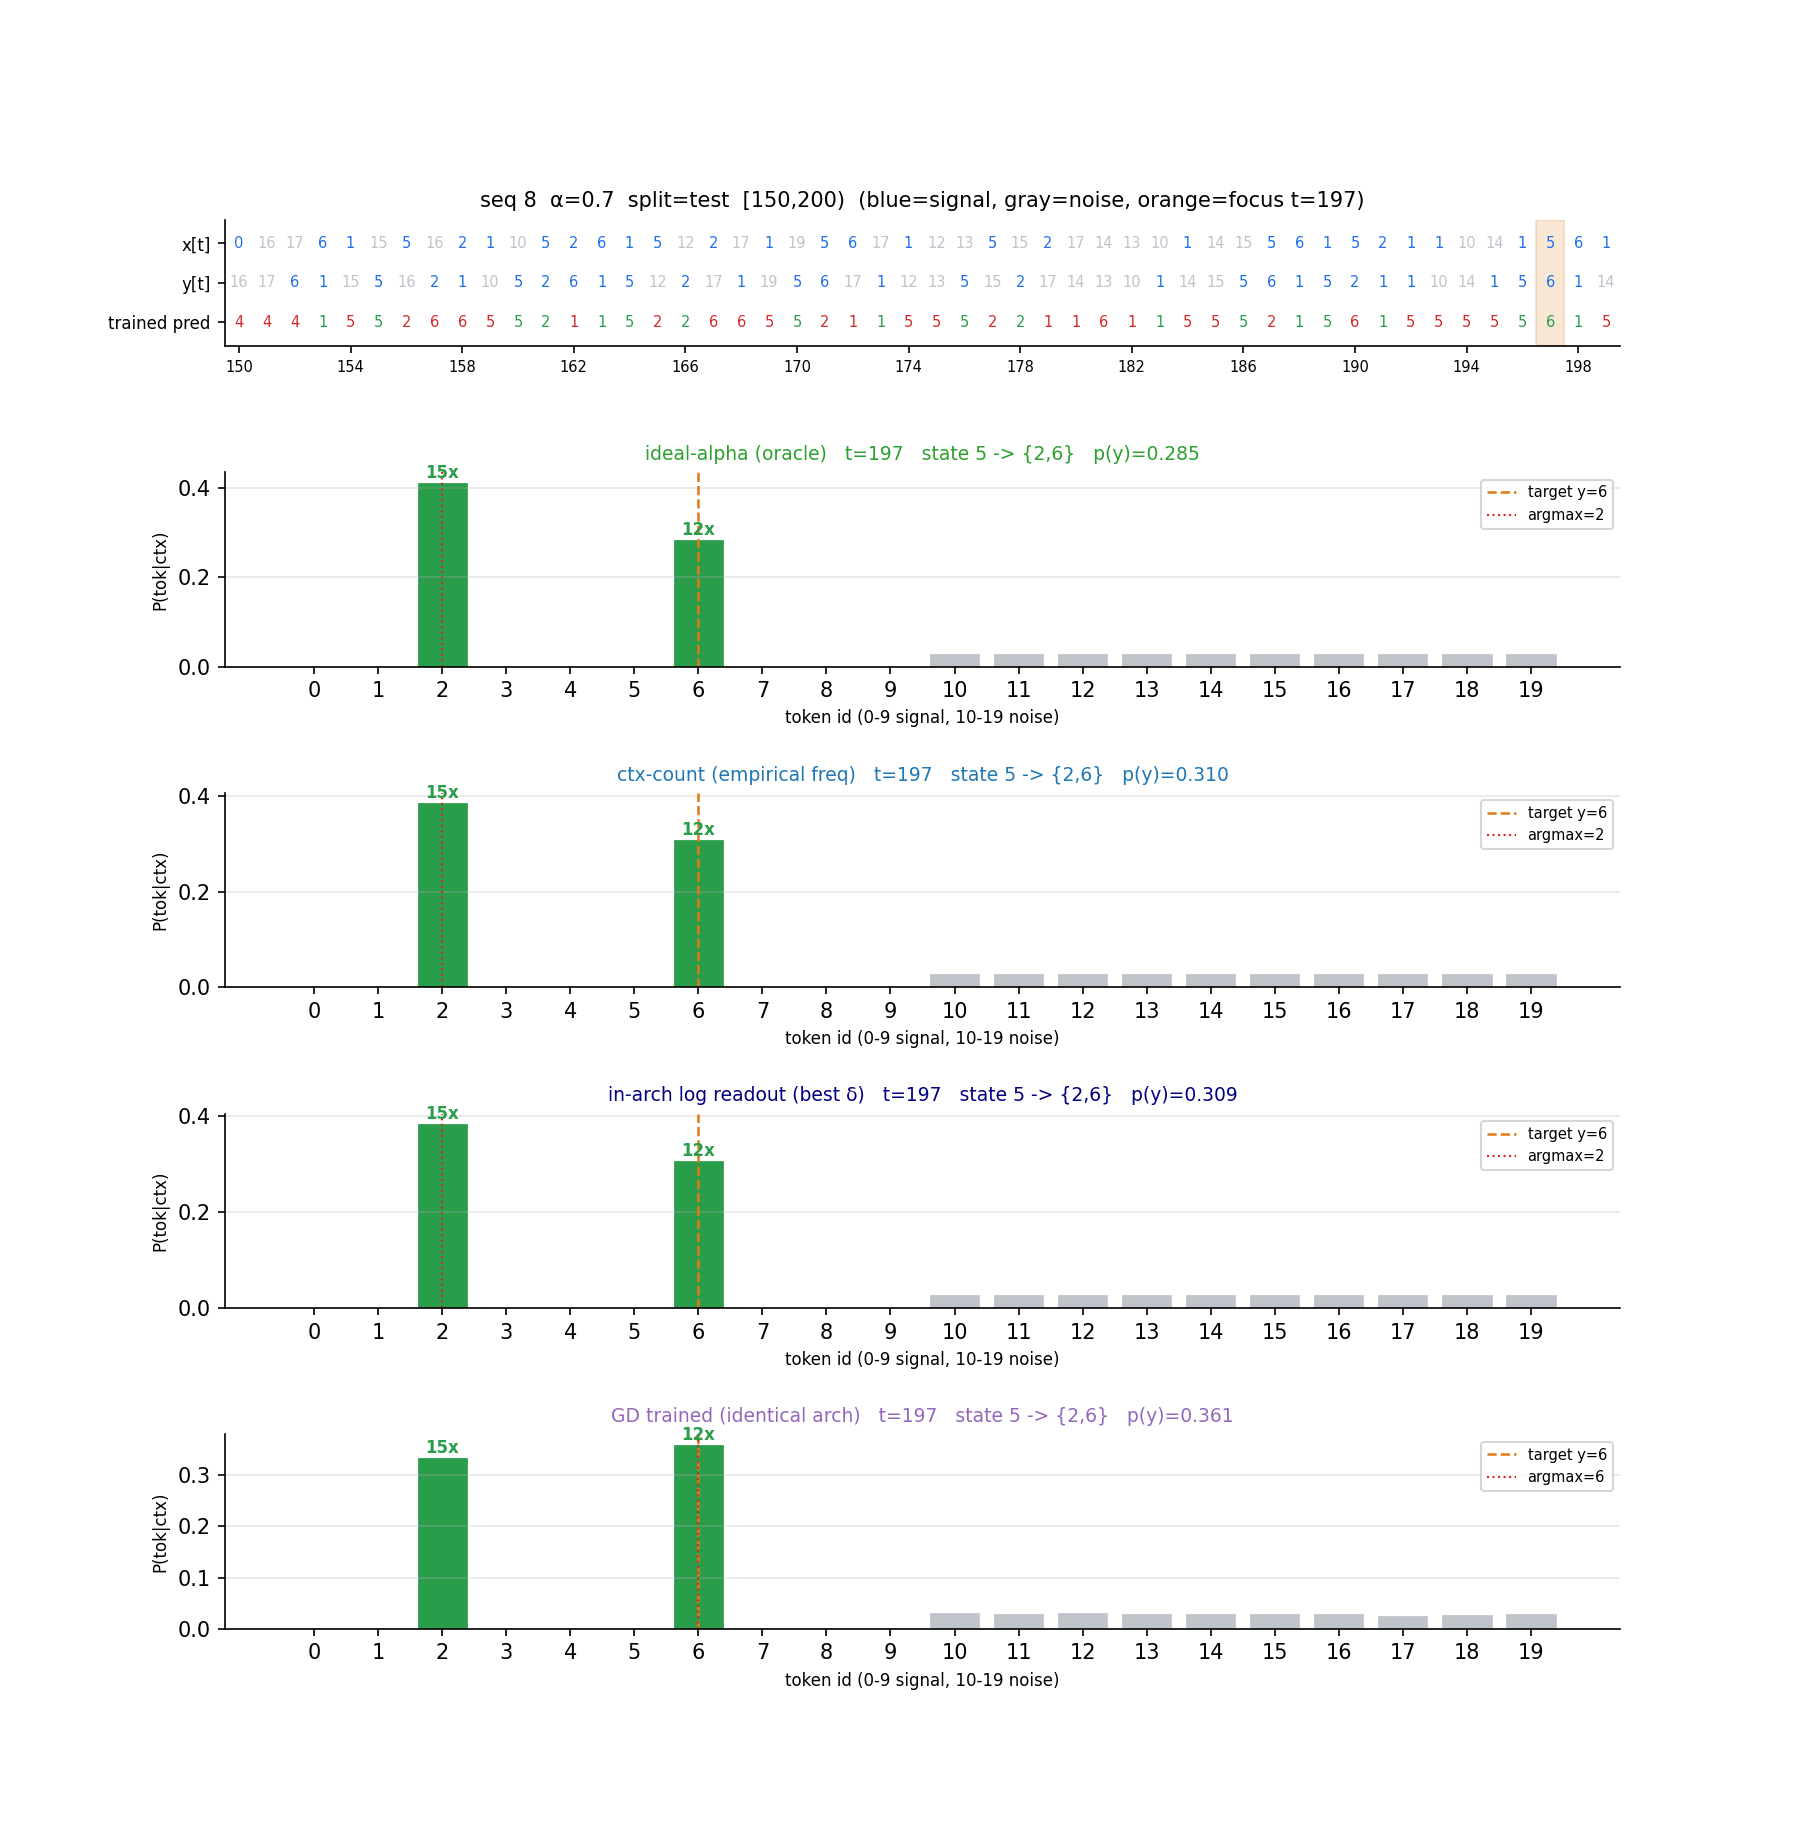 seq 8 α=0.7 split=test [150,200) (blue=signal, gray=noise, orange=focus t=197)
x[t] 0 16 17 6 1 15 5 16 2 1 10 5 2 6 1 5 12 2 17 1 19 5 6 17 1 12 13 5 15 2 17 14 13 10 1 14 15 5 6 1 5 2 1 1 10 14 1 5 6 1
y[t] 16 17 6 1 15 5 16 2 1 10 5 2 6 1 5 12 2 17 1 19 5 6 17 1 12 13 5 15 2 17 14 13 10 1 14 15 5 6 1 5 2 1 1 10 14 1 5 6 1 14
trained pred 4 4 4 1 5 5 2 6 6 5 5 2 1 1 5 2 2 6 6 5 5 2 1 1 5 5 5 2 2 1 1 6 1 1 5 5 5 2 1 5 6 1 5 5 5 5 5 6 1 5
150 154 158 162 166 170 174 178 182 186 190 194 198
ideal-alpha (oracle) t=197 state 5 -> {2,6} p(y)=0.285
P(tok|ctx)
0.4
0.2
0.0
15x
12x
target y=6
argmax=2
0 1 2 3 4 5 6 7 8 9 10 11 12 13 14 15 16 17 18 19
token id (0-9 signal, 10-19 noise)
ctx-count (empirical freq) t=197 state 5 -> {2,6} p(y)=0.310
P(tok|ctx)
0.4
0.2
0.0
15x
12x
target y=6
argmax=2
0 1 2 3 4 5 6 7 8 9 10 11 12 13 14 15 16 17 18 19
token id (0-9 signal, 10-19 noise)
in-arch log readout (best δ) t=197 state 5 -> {2,6} p(y)=0.309
P(tok|ctx)
0.4
0.2
0.0
15x
12x
target y=6
argmax=2
0 1 2 3 4 5 6 7 8 9 10 11 12 13 14 15 16 17 18 19
token id (0-9 signal, 10-19 noise)
GD trained (identical arch) t=197 state 5 -> {2,6} p(y)=0.361
P(tok|ctx)
0.3
0.2
0.1
0.0
15x
12x
target y=6
argmax=6
0 1 2 3 4 5 6 7 8 9 10 11 12 13 14 15 16 17 18 19
token id (0-9 signal, 10-19 noise)